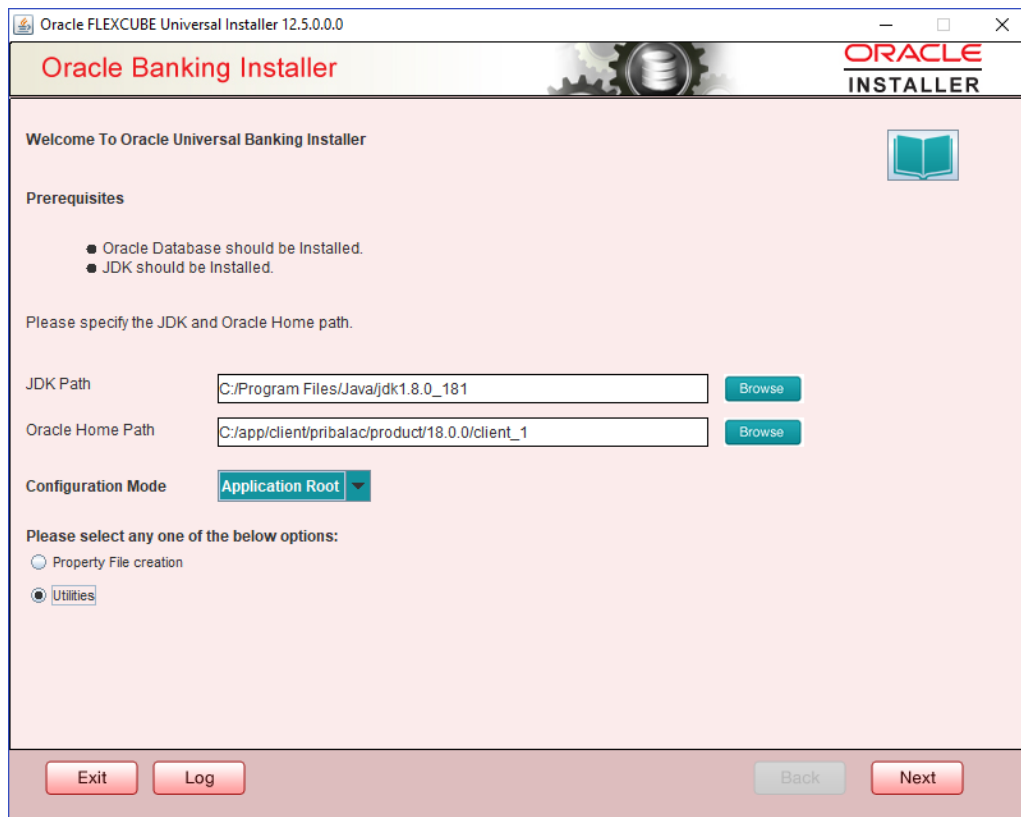 Oracle FLEXCUBE Universal Installer 12.5.0.0.0
Oracle Banking Installer
ORACLE
INSTALLER
Welcome To Oracle Universal Banking Installer
Prerequisites
Oracle Database should be Installed.
JDK should be Installed.
Please specify the JDK and Oracle Home path.
JDK Path C:/Program Files/Java/jdk1.8.0_181 Browse
Oracle Home Path C:/app/client/pribalac/product/18.0.0/client_1 Browse
Configuration Mode Application Root
Please select any one of the below options:
Property File creation
Utilities
Exit Log Back Next